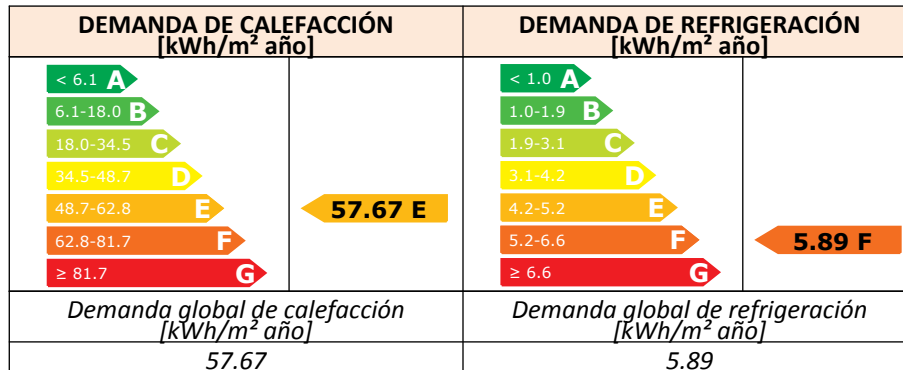 DEMANDA DE CALEFACCIÓN
[kWh/m² año]
< 6.1 A
6.1-18.0 B
18.0-34.5 C
34.5-48.7 D
48.7-62.8 E
62.8-81.7 F
≥ 81.7 G
57.67 E
Demanda global de calefacción
[kWh/m² año]
57.67
DEMANDA DE REFRIGERACIÓN
[kWh/m² año]
< 1.0 A
1.0-1.9 B
1.9-3.1 C
3.1-4.2 D
4.2-5.2 E
5.2-6.6 F
≥ 6.6 G
5.89 F
Demanda global de refrigeración
[kWh/m² año]
5.89